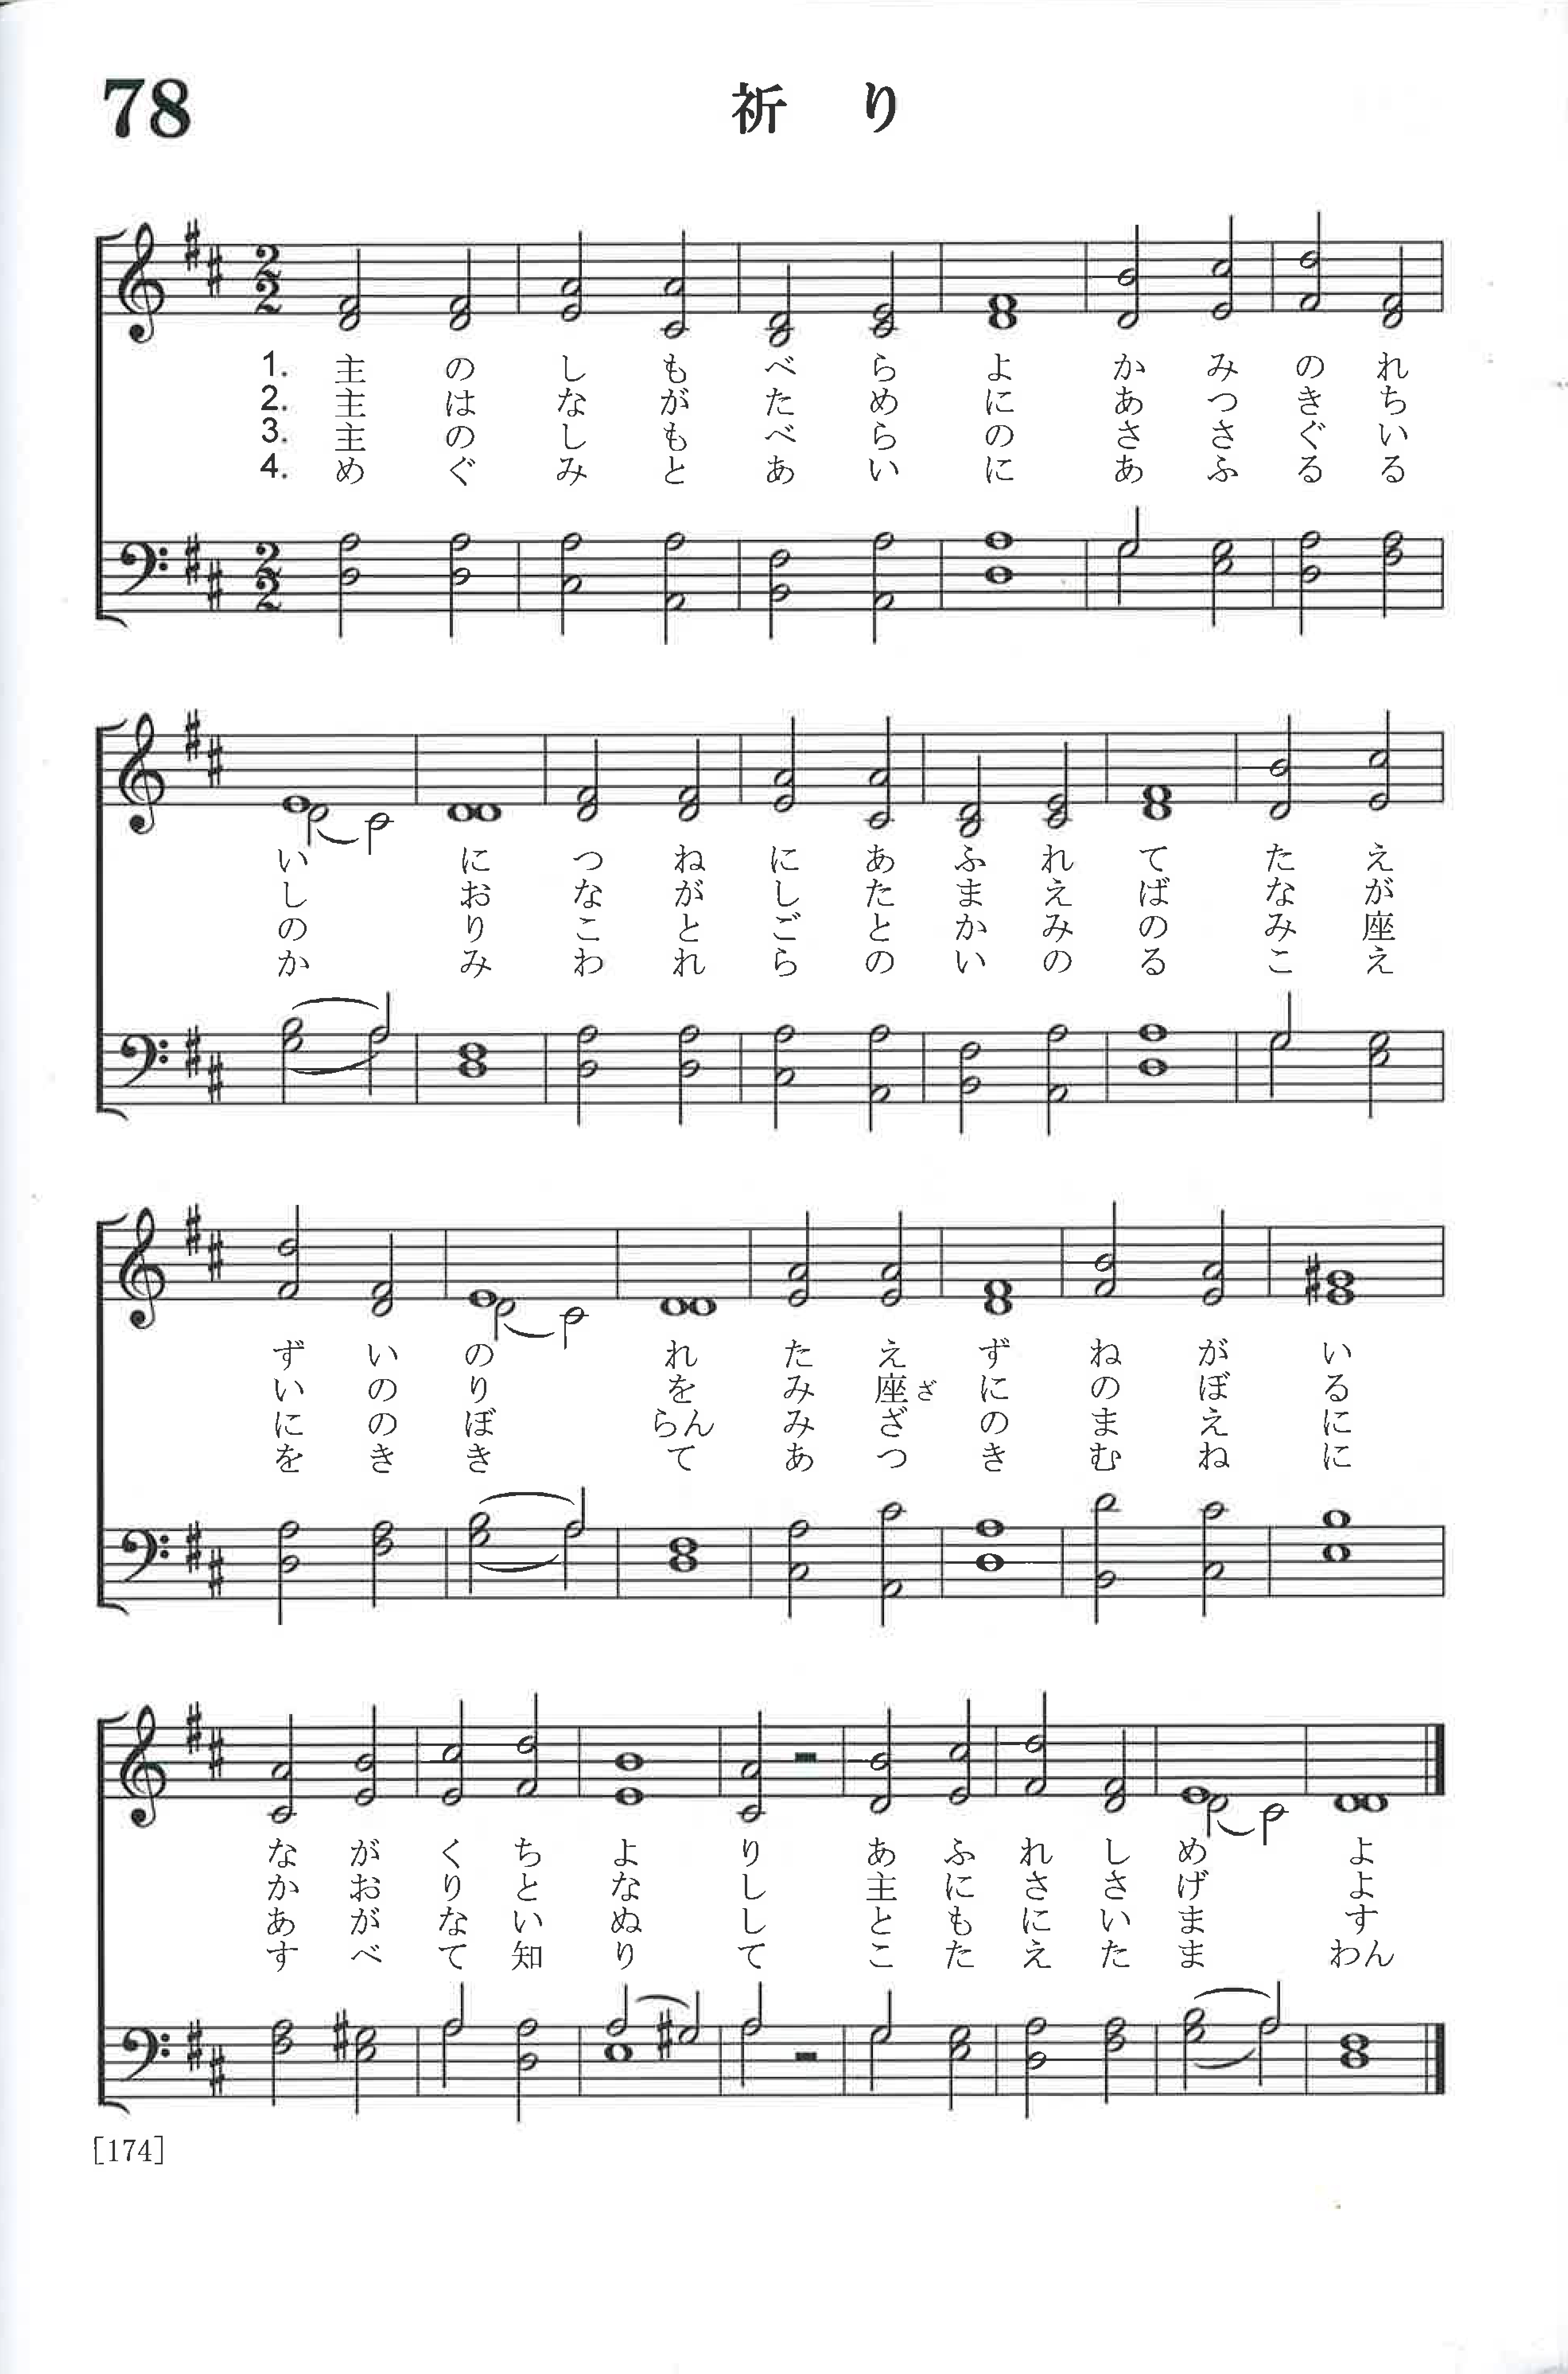 78
祈り
1. 主のしもべらよかみのれ
2. 主はながためにあつきち
3. 主のしもべらのささぐい
4. めぐみとあいにあふるる
いにつねにあふれてたえ
しおながしたまえばなが
のりことごとかみのみ座
かみわれらのいのるこえ
ずいのれたえずねがい
いのりをみ座ざにのぼる
にのぼらんみざのまえに
をききてあつきむねに
ながくちよりあふれしめよ
かおりとなし主にささげよ
あがないぬしともにいます
すべて知りてこたえたまわん
[174]